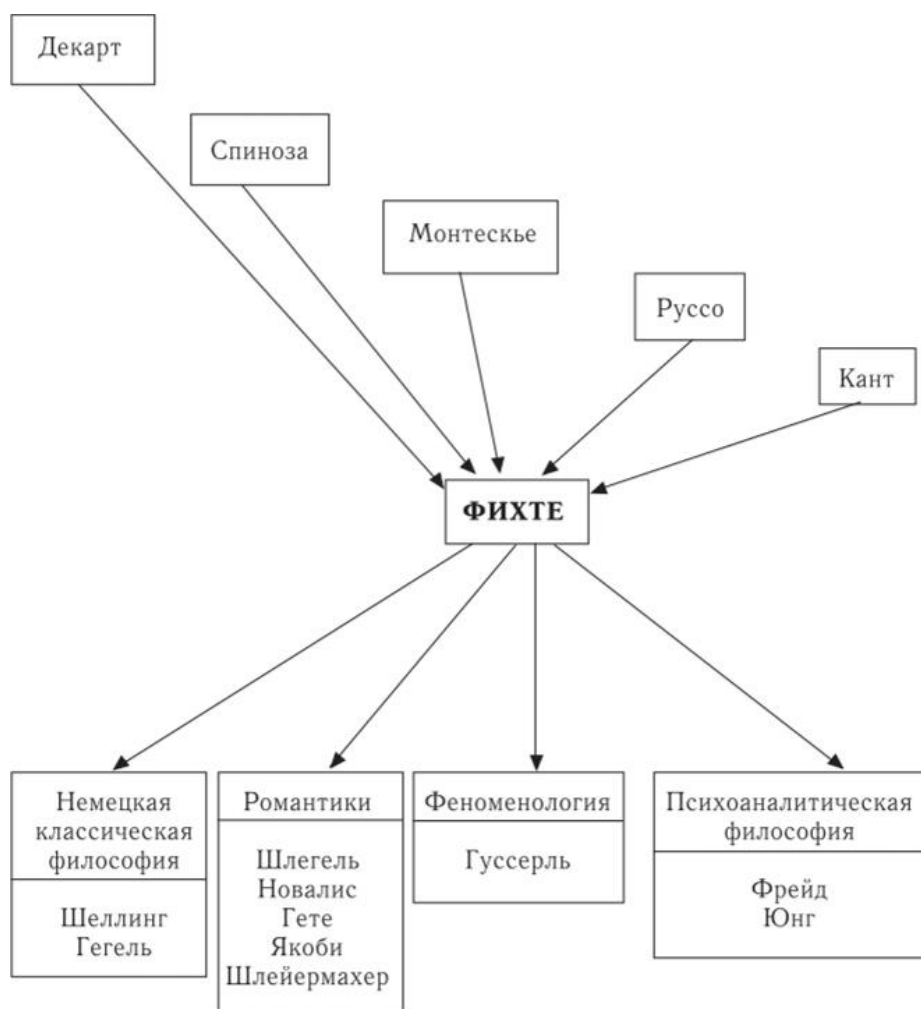 Декарт
Спиноза
Монтескье
Руссо
Кант
ФИХТЕ
Немецкая
классическая
философия
Шеллинг
Гегель
Романтики
Шлегель
Новалис
Гете
Якоби
Шлейермахер
Феноменология
Гуссерль
Психоаналитическая
философия
Фрейд
Юнг